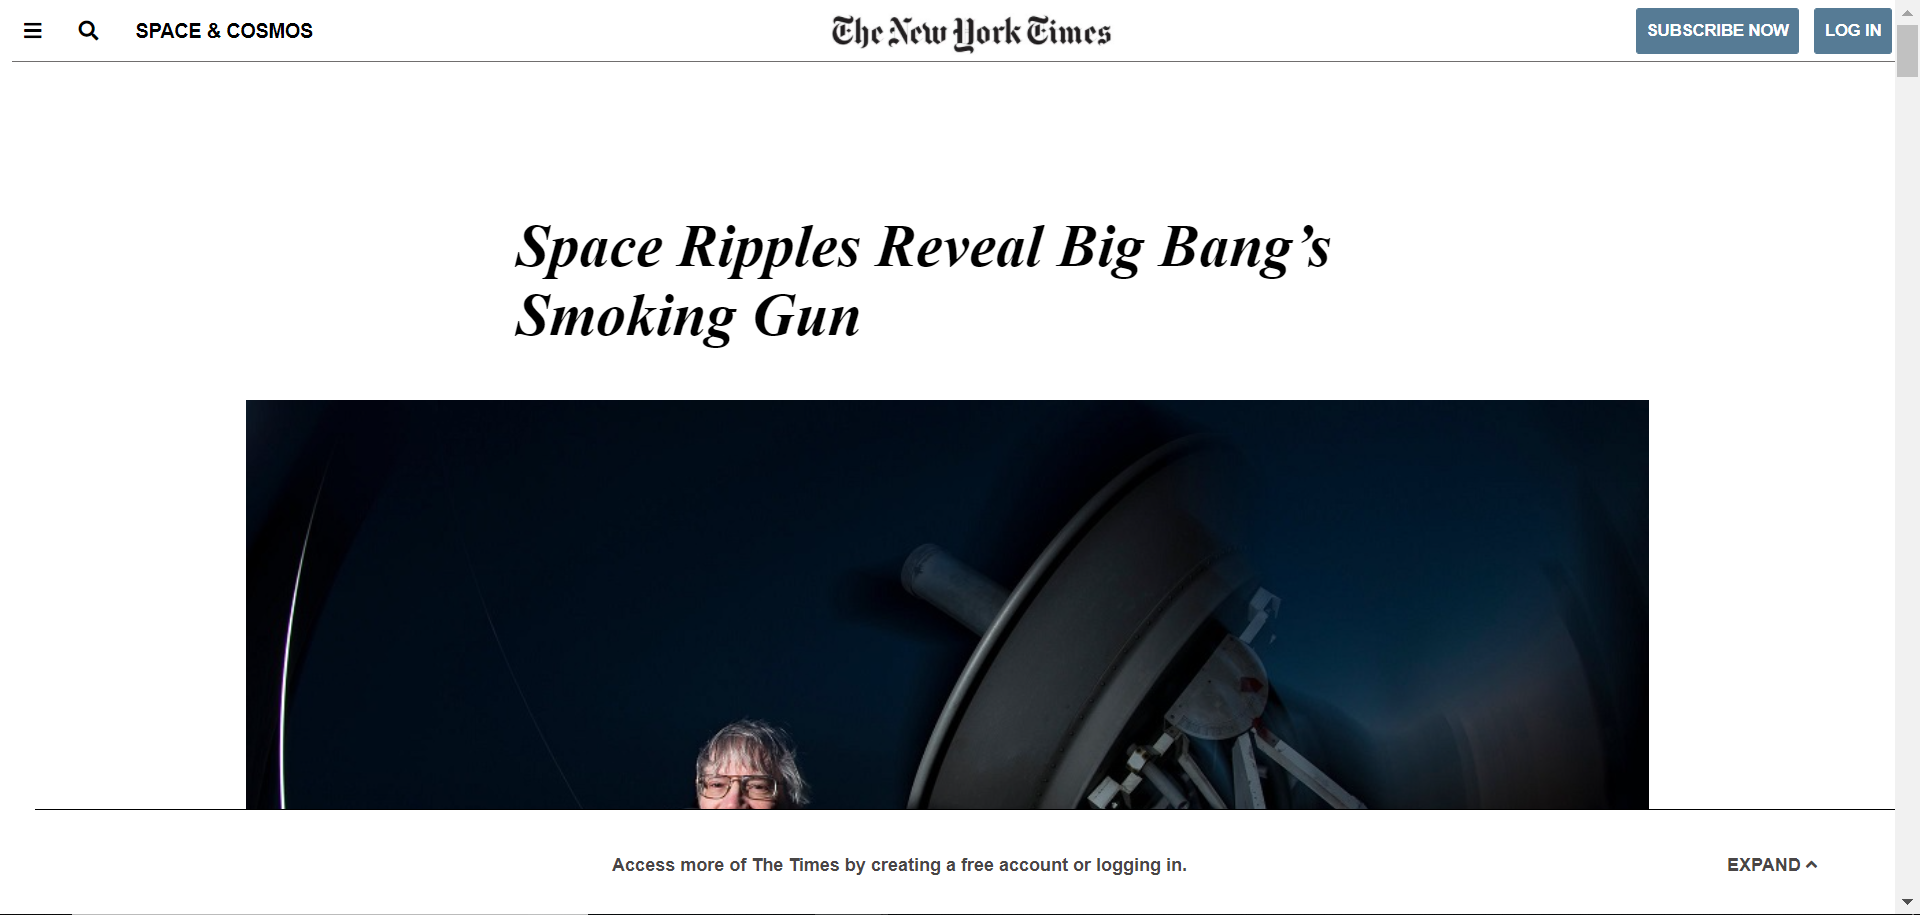 SPACE & COSMOS
The New York Times
SUBSCRIBE NOW
LOG IN
Space Ripples Reveal Big Bang’s
Smoking Gun
Access more of The Times by creating a free account or logging in.
EXPAND